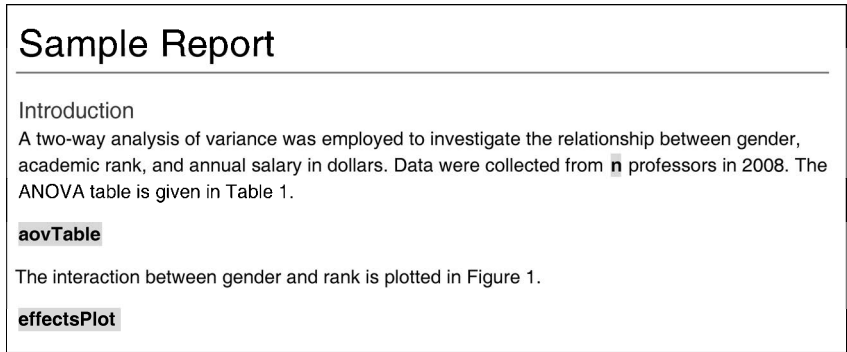 Sample Report
Introduction
A two-way analysis of variance was employed to investigate the relationship between gender,
academic rank, and annual salary in dollars. Data were collected from n professors in 2008. The
ANOVA table is given in Table 1.
aovTable
The interaction between gender and rank is plotted in Figure 1.
effectsPlot